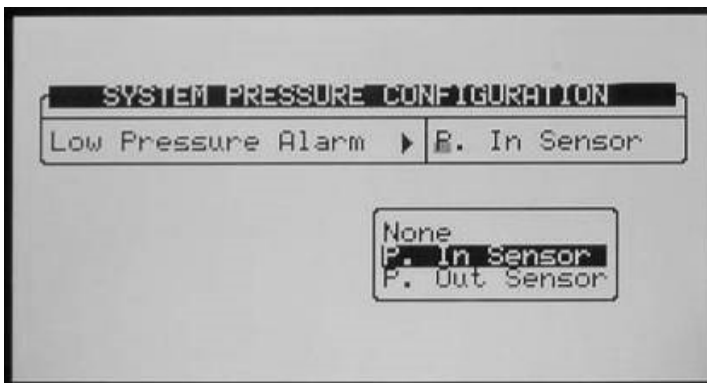 SYSTEM PRESSURE CONFIGURATION
Low Pressure Alarm ▶ P. In Sensor
None
P. In Sensor
P. Out Sensor